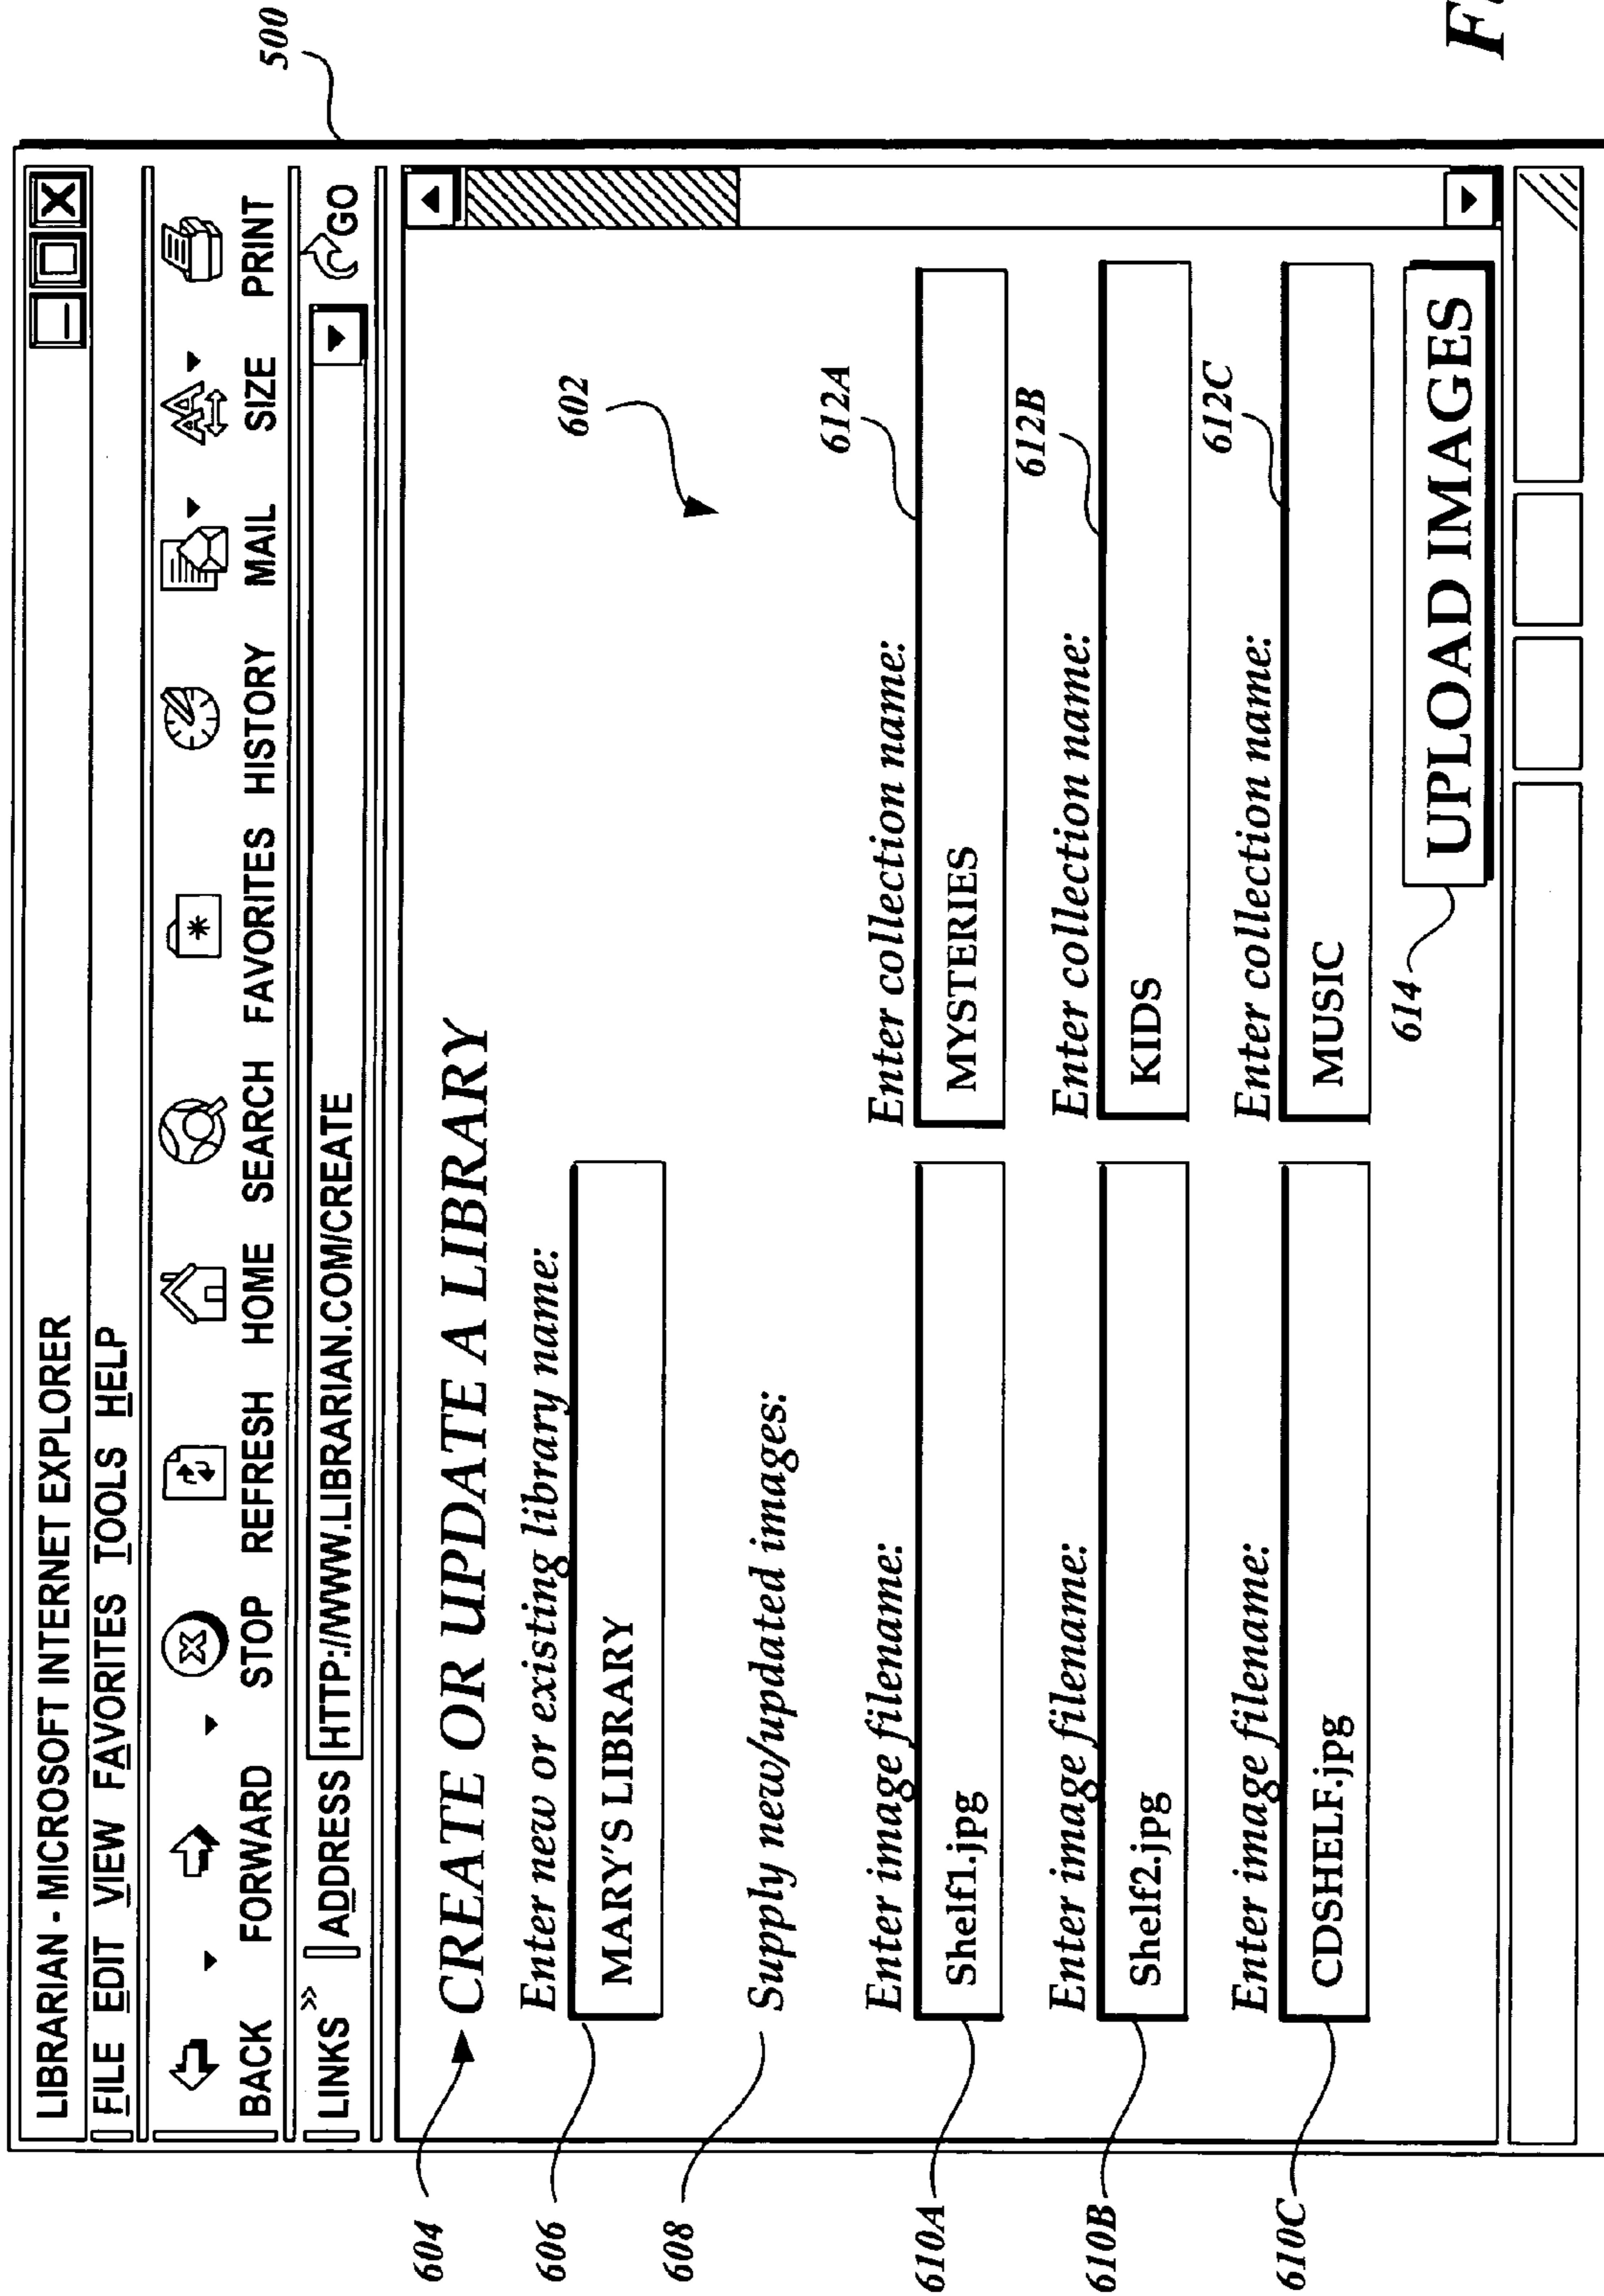 LIBRARIAN - MICROSOFT INTERNET EXPLORER
FILE EDIT VIEW FAVORITES TOOLS HELP
BACK FORWARD STOP REFRESH HOME SEARCH FAVORITES HISTORY MAIL SIZE PRINT
LINKS » ADDRESS HTTP://WWW.LIBRARIAN.COM/CREATE GO
500
604 CREATE OR UPDATE A LIBRARY
Enter new or existing library name:
606 MARY'S LIBRARY
602
608 Supply new/updated images:
612A
Enter image filename: Enter collection name:
610A Shelf1.jpg MYSTERIES
612B
Enter image filename: Enter collection name:
610B Shelf2.jpg KIDS
612C
Enter image filename: Enter collection name:
610C CDSHELF.jpg MUSIC
614 UPLOAD IMAGES